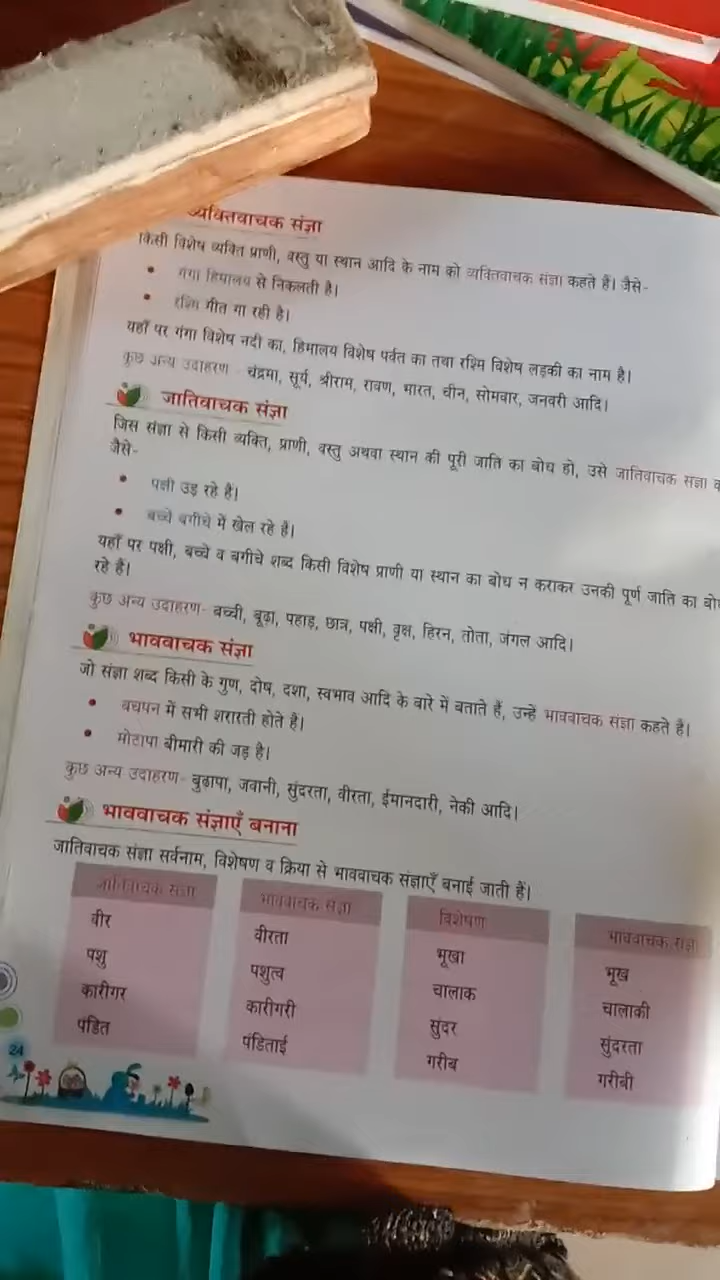 व्यक्तिवाचक संज्ञा
किसी विशेष व्यक्ति प्राणी, वस्तु या स्थान आदि के नाम को व्यक्तिवाचक संज्ञा कहते हैं। जैसे-
• गंगा हिमालय से निकलती है।
• रश्मि गीत गा रही है।
यहाँ पर गंगा विशेष नदी का, हिमालय विशेष पर्वत का तथा रश्मि विशेष लड़की का नाम है।
कुछ अन्य उदाहरण - चंद्रमा, सूर्य, श्रीराम, रावण, भारत, चीन, सोमवार, जनवरी आदि।
जातिवाचक संज्ञा
जिस संज्ञा से किसी व्यक्ति, प्राणी, वस्तु अथवा स्थान की पूरी जाति का बोध हो, उसे जातिवाचक संज्ञा
जैसे-
• पक्षी उड़ रहे हैं।
• बच्चे बगीचे में खेल रहे हैं।
यहाँ पर पक्षी, बच्चे व बगीचे शब्द किसी विशेष प्राणी या स्थान का बोध न कराकर उनकी पूर्ण जाति का
रहे हैं।
कुछ अन्य उदाहरण- बच्ची, बूढ़ा, पहाड़, छात्र, पक्षी, वृक्ष, हिरन, तोता, जंगल आदि।
भाववाचक संज्ञा
जो संज्ञा शब्द किसी के गुण, दोष, दशा, स्वभाव आदि के बारे में बताते हैं, उन्हें भाववाचक संज्ञा कहते हैं।
• बचपन में सभी शरारती होते हैं।
• मोटापा बीमारी की जड़ है।
कुछ अन्य उदाहरण- बुढ़ापा, जवानी, सुंदरता, वीरता, ईमानदारी, नेकी आदि।
भाववाचक संज्ञाएँ बनाना
जातिवाचक संज्ञा सर्वनाम, विशेषण व क्रिया से भाववाचक संज्ञाएँ बनाई जाती हैं।
जातिवाचक संज्ञा भाववाचक संज्ञा विशेषण भाववाचक संज्ञा
वीर वीरता भूखा भूख
पशु पशुत्व चालाक चालाकी
कारीगर कारीगरी सुंदर सुंदरता
पंडित पंडिताई गरीब गरीबी
24